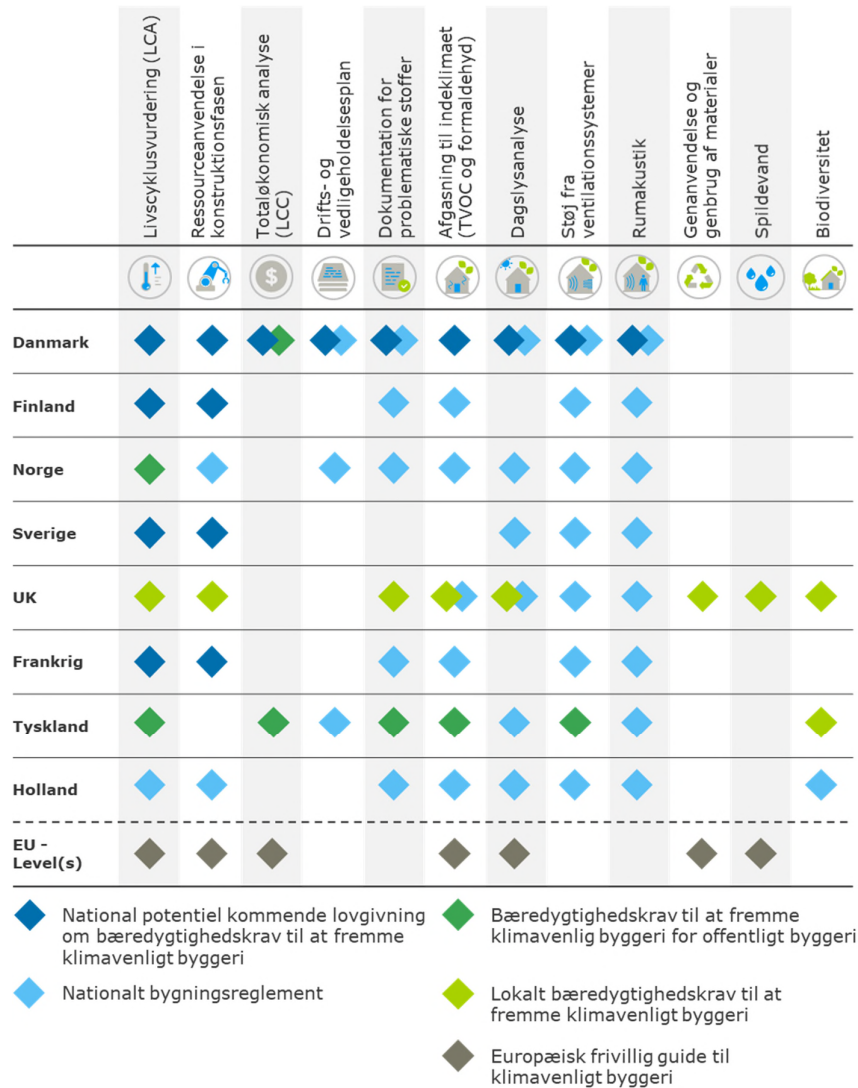 Livscyklusvurdering (LCA)
Ressourceanvendelse i
konstruktionsfasen
Totaløkonomisk analyse
(LCC)
Drifts- og
vedligeholdelsesplan
Dokumentation for
problematiske stoffer
Afgasning til indeklimaet
(TVOC og formaldehyd)
Dagslysanalyse
Støj fra
ventilationssystemer
Rumakustik
Genanvendelse og
genbrug af materialer
Spildevand
Biodiversitet
$
Danmark
Finland
Norge
Sverige
UK
Frankrig
Tyskland
Holland
EU -
Level(s)
National potentiel kommende lovgivning
om bæredygtighedskrav til at fremme
klimavenligt byggeri
Nationalt bygningsreglement
Bæredygtighedskrav til at fremme
klimavenlig byggeri for offentligt byggeri
Lokalt bæredygtighedskrav til at
fremme klimavenligt byggeri
Europæisk frivillig guide til
klimavenligt byggeri